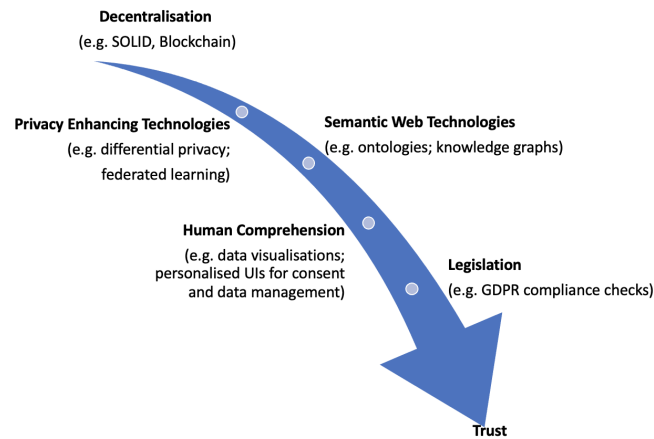 Decentralisation
(e.g. SOLID, Blockchain)
Privacy Enhancing Technologies
(e.g. differential privacy;
federated learning)
Semantic Web Technologies
(e.g. ontologies; knowledge graphs)
Human Comprehension
(e.g. data visualisations;
personalised UIs for consent
and data management)
Legislation
(e.g. GDPR compliance checks)
Trust